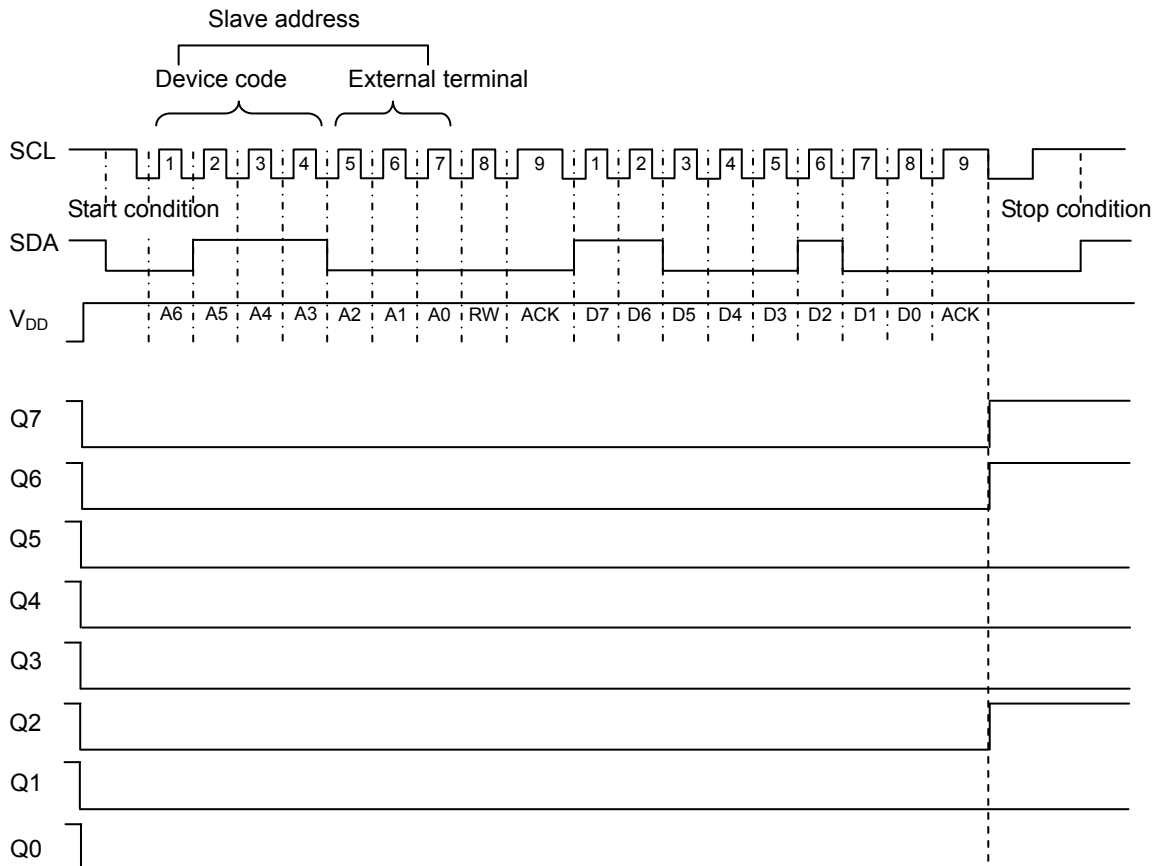 Slave address
Device code External terminal
SCL 1 2 3 4 5 6 7 8 9 1 2 3 4 5 6 7 8 9
Start condition Stop condition
SDA
VDD A6 A5 A4 A3 A2 A1 A0 RW ACK D7 D6 D5 D4 D3 D2 D1 D0 ACK
Q7
Q6
Q5
Q4
Q3
Q2
Q1
Q0